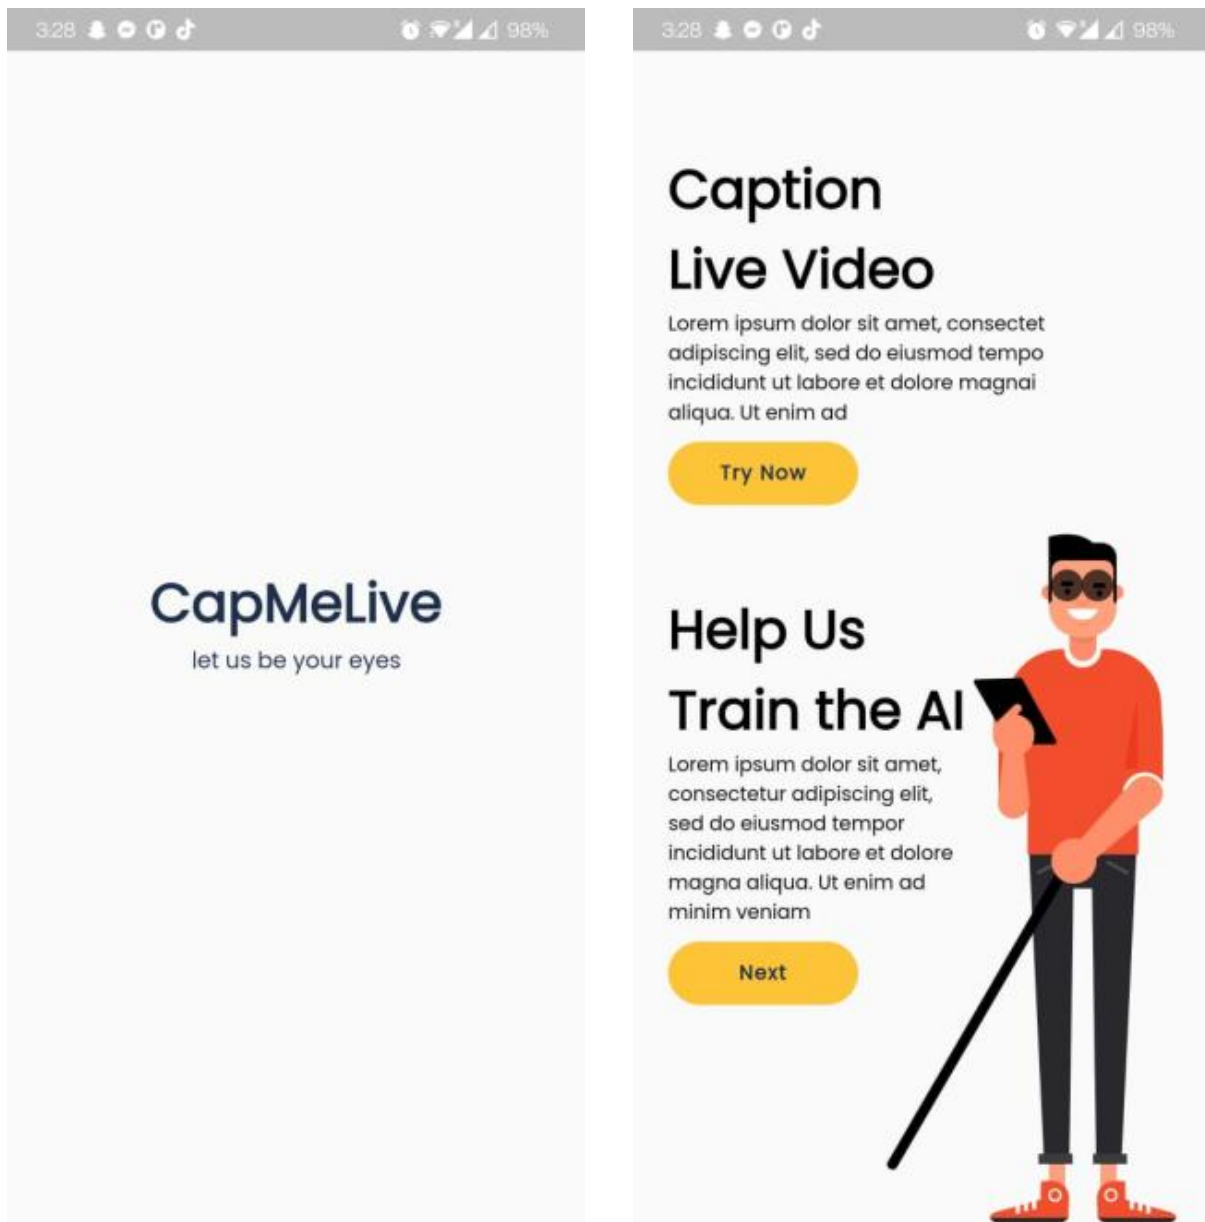 3:28
98%
CapMeLive
let us be your eyes
3:28
98%
Caption
Live Video
Lorem ipsum dolor sit amet, consectet
adipiscing elit, sed do eiusmod tempo
incididunt ut labore et dolore magnai
aliqua. Ut enim ad
Try Now
Help Us
Train the AI
Lorem ipsum dolor sit amet,
consectetur adipiscing elit,
sed do eiusmod tempor
incididunt ut labore et dolore
magna aliqua. Ut enim ad
minim veniam
Next